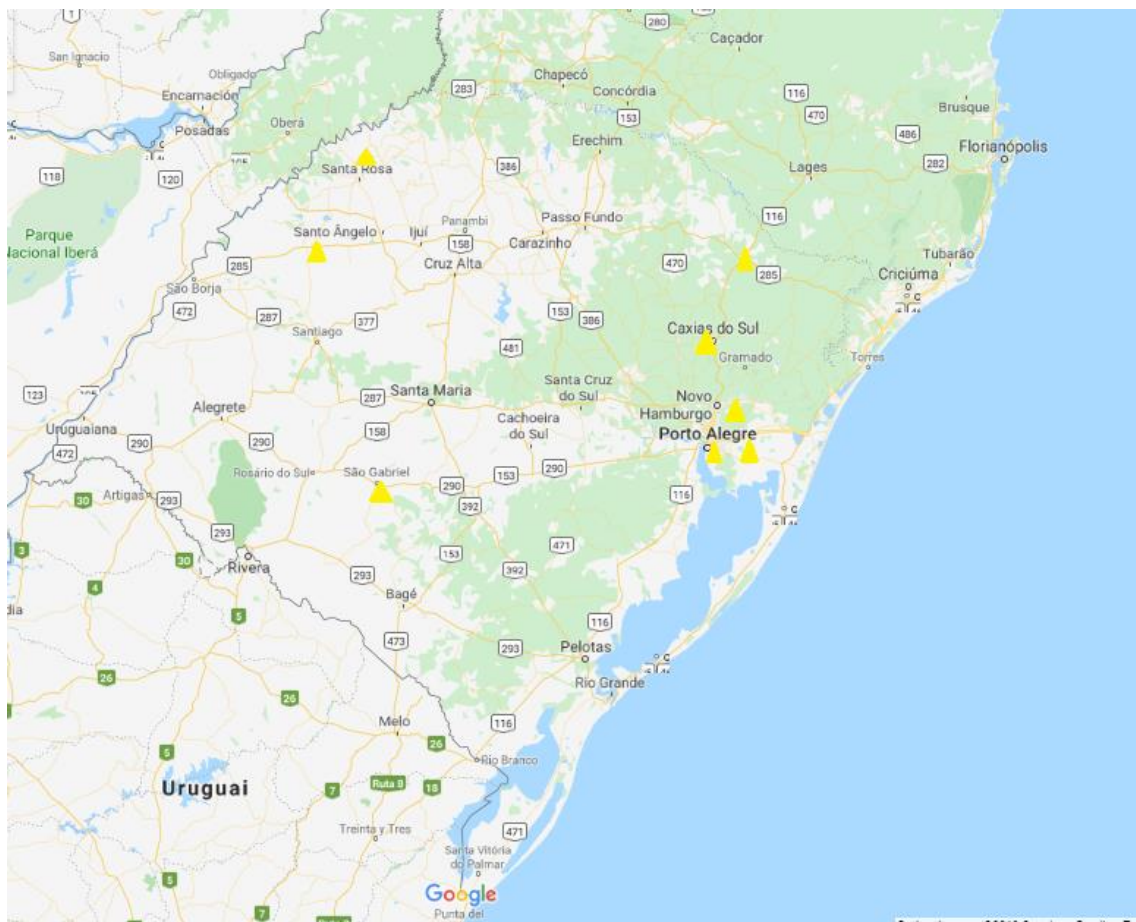 1
280
Caçador
San Ignacio
Obligado
Chapecó
283
Concórdia
116
Encarnación
153
470
Brusque
Posadas
Oberá
Erechim
486
Florianópolis
118
120
386
282
Santa Rosa
Lages
Parque
Nacional Iberá
Santo Ângelo
Ijuí
Panambi
158
Passo Fundo
Carazinho
116
Tubarão
285
Cruz Alta
470
285
Criciúma
São Borja
472
287
377
153
386
Caxias do Sul
Santiago
481
Gramado
Torres
123
287
Santa Maria
Santa Cruz
do Sul
Novo
Hamburgo
Alegrete
Cachoeira
do Sul
Uruguaiana
290
290
158
Porto Alegre
472
Rosário do Sul
São Gabriel
290
153
290
116
30
Artigas
293
392
3
293
153
471
30
Rivera
293
392
4
Bagé
5
116
473
293
Pelotas
26
26
Rio Grande
Melo
116
5
26
Rio Branco
Uruguai
7
Ruta 8
18
Treinta y Tres
471
Santa Vitória
do Palmar
5
Google
7
Punta del